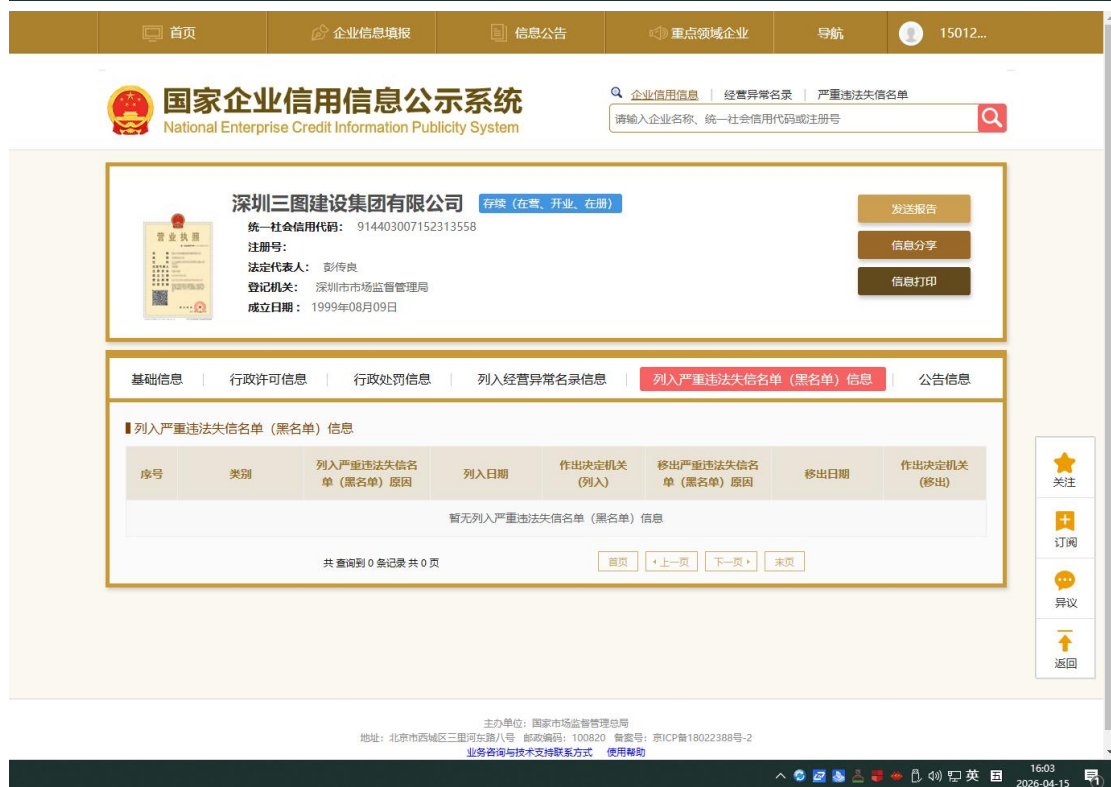 首页 企业信息填报 信息公告 重点领域企业 导航 15012...
国家企业信用信息公示系统
National Enterprise Credit Information Publicity System
企业信用信息 | 经营异常名录 | 严重违法失信名单
请输入企业名称、统一社会信用代码或注册号
深圳三图建设集团有限公司 存续（在营、开业、在册）
统一社会信用代码： 914403007152313558
注册号：
法定代表人： 彭传良
登记机关： 深圳市市场监督管理局
成立日期： 1999年08月09日
营业执照
发送报告
信息分享
信息打印
基础信息 | 行政许可信息 | 行政处罚信息 | 列入经营异常名录信息 | 列入严重违法失信名单（黑名单）信息 | 公告信息
列入严重违法失信名单（黑名单）信息
序号 类别 列入严重违法失信名单（黑名单）原因 列入日期 作出决定机关(列入) 移出严重违法失信名单（黑名单）原因 移出日期 作出决定机关(移出)
暂无列入严重违法失信名单（黑名单）信息
共 查询到 0 条记录 共 0 页 首页 上一页 下一页 末页
关注
订阅
异议
返回
主办单位：国家市场监督管理总局
地址：北京市西城区三里河东路八号 邮政编码：100820 备案号：京ICP备18022388号-2
业务咨询与技术支持联系方式 使用帮助
英 五 16:03
2026-04-15